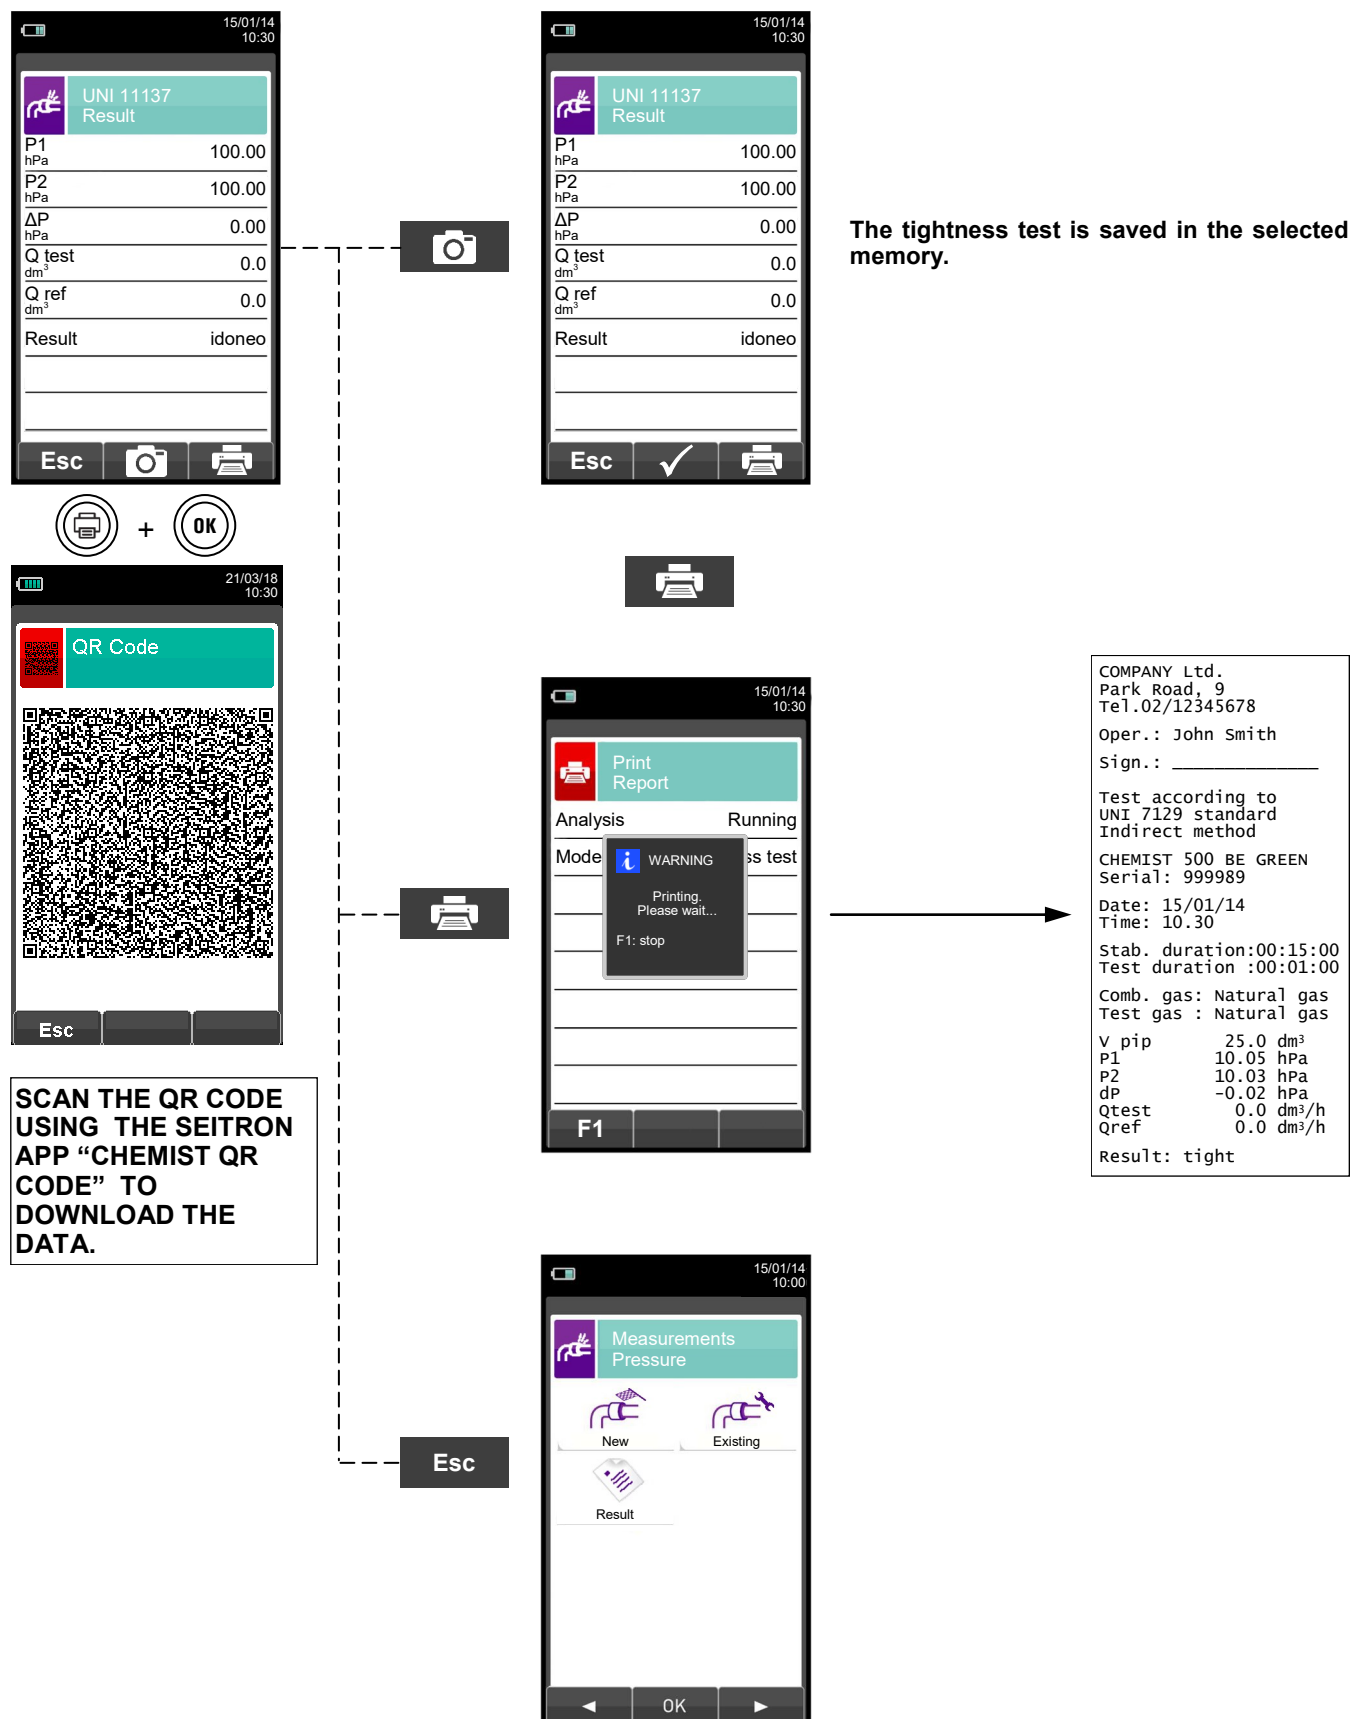 15/01/14
10:30
UNI 11137
Result
P1
hPa
100.00
P2
hPa
100.00
ΔP
hPa
0.00
Q test
dm³
0.0
Q ref
dm³
0.0
Result idoneo
Esc
+
OK
21/03/18
10:30
QR Code
Esc
SCAN THE QR CODE
USING THE SEITRON
APP “CHEMIST QR
CODE” TO
DOWNLOAD THE
DATA.
15/01/14
10:30
UNI 11137
Result
P1
hPa
100.00
P2
hPa
100.00
ΔP
hPa
0.00
Q test
dm³
0.0
Q ref
dm³
0.0
Result idoneo
Esc
The tightness test is saved in the selected
memory.
15/01/14
10:30
Print
Report
Analysis Running
Mode ss test
i WARNING
Printing.
Please wait...
F1: stop
F1
COMPANY Ltd.
Park Road, 9
Tel.02/12345678
Oper.: John Smith
Sign.: ______________
Test according to
UNI 7129 standard
Indirect method
CHEMIST 500 BE GREEN
Serial: 999989
Date: 15/01/14
Time: 10.30
Stab. duration:00:15:00
Test duration :00:01:00
Comb. gas: Natural gas
Test gas : Natural gas
V pip 25.0 dm³
P1 10.05 hPa
P2 10.03 hPa
dP -0.02 hPa
Qtest 0.0 dm³/h
Qref 0.0 dm³/h
Result: tight
Esc
15/01/14
10:00
Measurements
Pressure
New Existing
Result
◄ OK ►